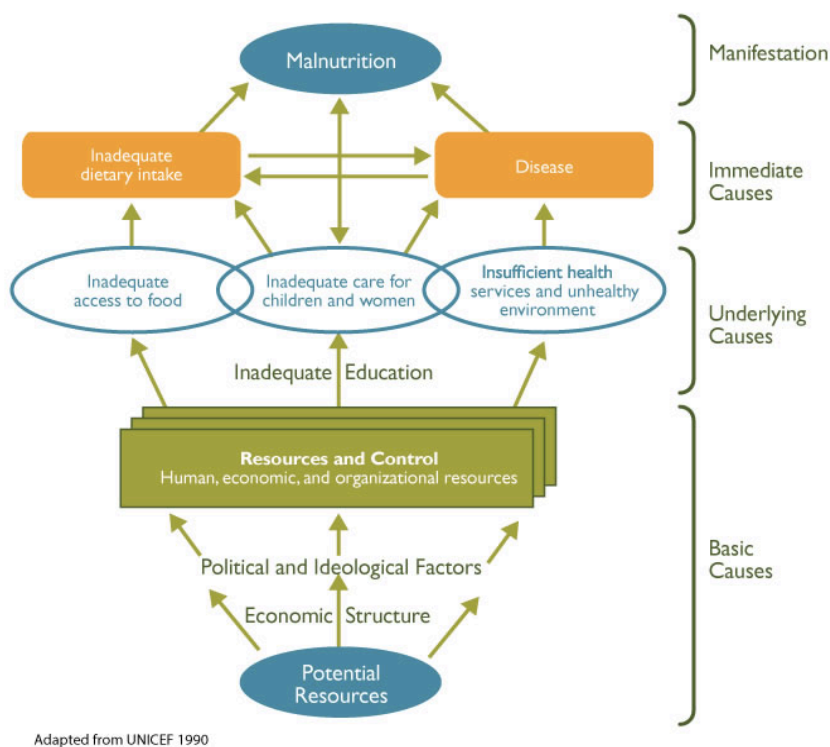 Malnutrition
Manifestation
Inadequate
dietary intake
Disease
Immediate
Causes
Inadequate
access to food
Inadequate care for
children and women
Insufficient health
services and unhealthy
environment
Underlying
Causes
Inadequate Education
Resources and Control
Human, economic, and organizational resources
Political and Ideological Factors
Economic Structure
Basic
Causes
Potential
Resources
Adapted from UNICEF 1990